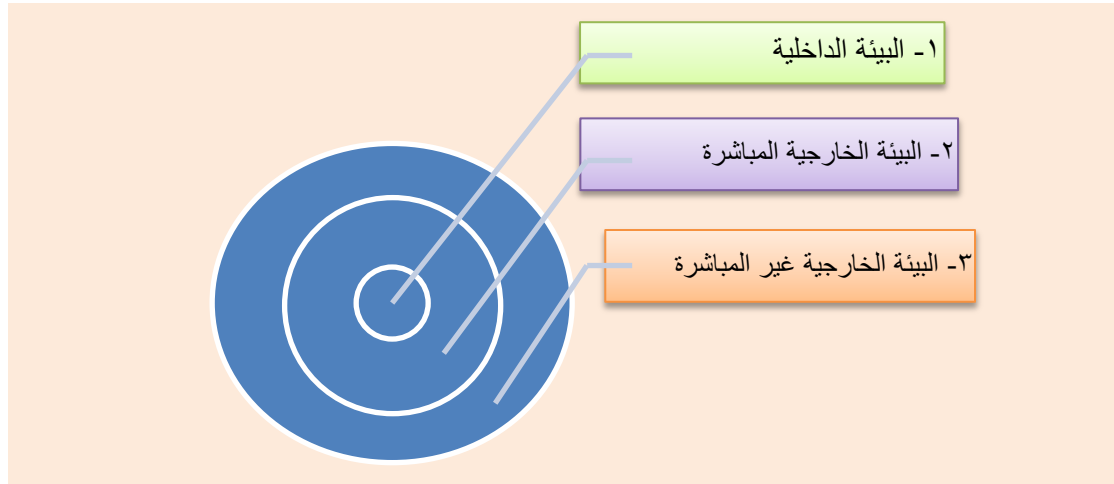 ١- البيئة الداخلية
٢- البيئة الخارجية المباشرة
٣- البيئة الخارجية غير المباشرة